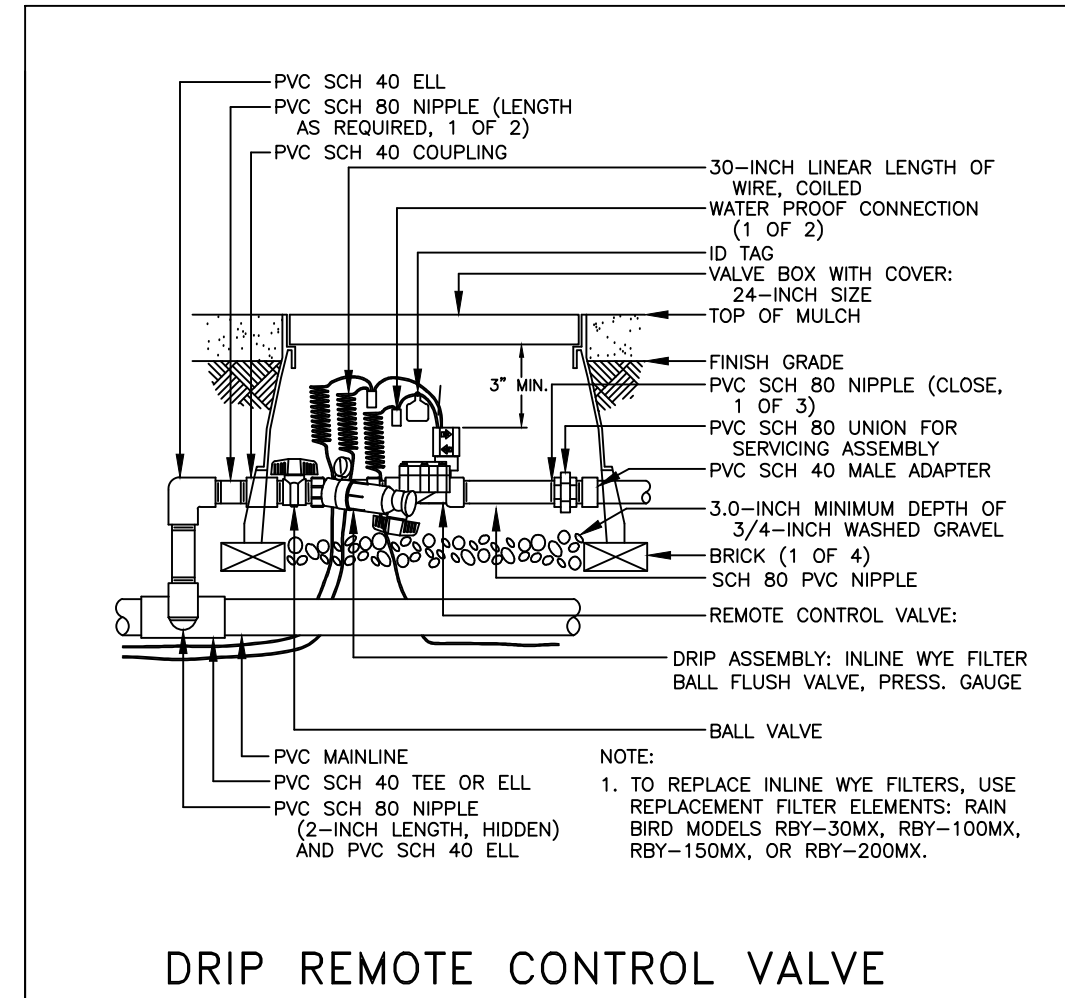 PVC SCH 40 ELL
PVC SCH 80 NIPPLE (LENGTH
AS REQUIRED, 1 OF 2)
PVC SCH 40 COUPLING
30-INCH LINEAR LENGTH OF
WIRE, COILED
WATER PROOF CONNECTION
(1 OF 2)
ID TAG
VALVE BOX WITH COVER:
24-INCH SIZE
TOP OF MULCH
FINISH GRADE
3" MIN.
PVC SCH 80 NIPPLE (CLOSE,
1 OF 3)
PVC SCH 80 UNION FOR
SERVICING ASSEMBLY
PVC SCH 40 MALE ADAPTER
3.0-INCH MINIMUM DEPTH OF
3/4-INCH WASHED GRAVEL
BRICK (1 OF 4)
SCH 80 PVC NIPPLE
REMOTE CONTROL VALVE:
DRIP ASSEMBLY: INLINE WYE FILTER
BALL FLUSH VALVE, PRESS. GAUGE
BALL VALVE
PVC MAINLINE
PVC SCH 40 TEE OR ELL
PVC SCH 80 NIPPLE
(2-INCH LENGTH, HIDDEN)
AND PVC SCH 40 ELL
NOTE:
1. TO REPLACE INLINE WYE FILTERS, USE
REPLACEMENT FILTER ELEMENTS: RAIN
BIRD MODELS RBY-30MX, RBY-100MX,
RBY-150MX, OR RBY-200MX.
DRIP REMOTE CONTROL VALVE